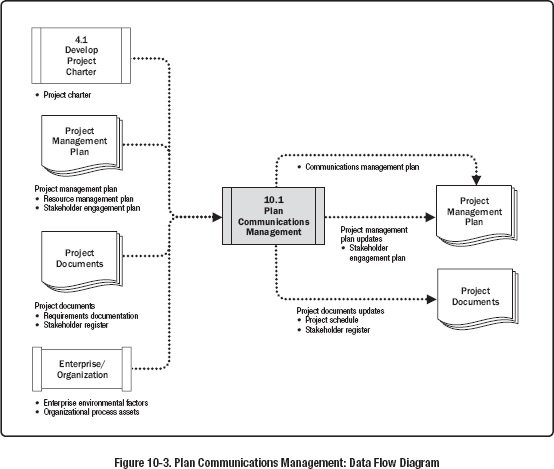 4.1
Develop
Project
Charter
• Project charter
Project
Management
Plan
Project management plan
• Resource management plan
• Stakeholder engagement plan
Project
Documents
Project documents
• Requirements documentation
• Stakeholder register
Enterprise/
Organization
• Enterprise environmental factors
• Organizational process assets
10.1
Plan
Communications
Management
• Communications management plan
Project management
plan updates
• Stakeholder
engagement plan
Project documents updates
• Project schedule
• Stakeholder register
Project
Management
Plan
Project
Documents
Figure 10-3. Plan Communications Management: Data Flow Diagram